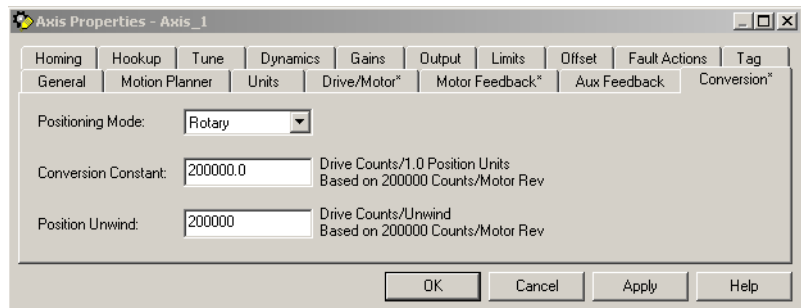 Axis Properties - Axis_1
Homing Hookup Tune Dynamics Gains Output Limits Offset Fault Actions Tag
General Motion Planner Units Drive/Motor* Motor Feedback* Aux Feedback Conversion*
Positioning Mode: Rotary
Conversion Constant: 200000.0 Drive Counts/1.0 Position Units
Based on 200000 Counts/Motor Rev
Position Unwind: 200000 Drive Counts/Unwind
Based on 200000 Counts/Motor Rev
OK Cancel Apply Help